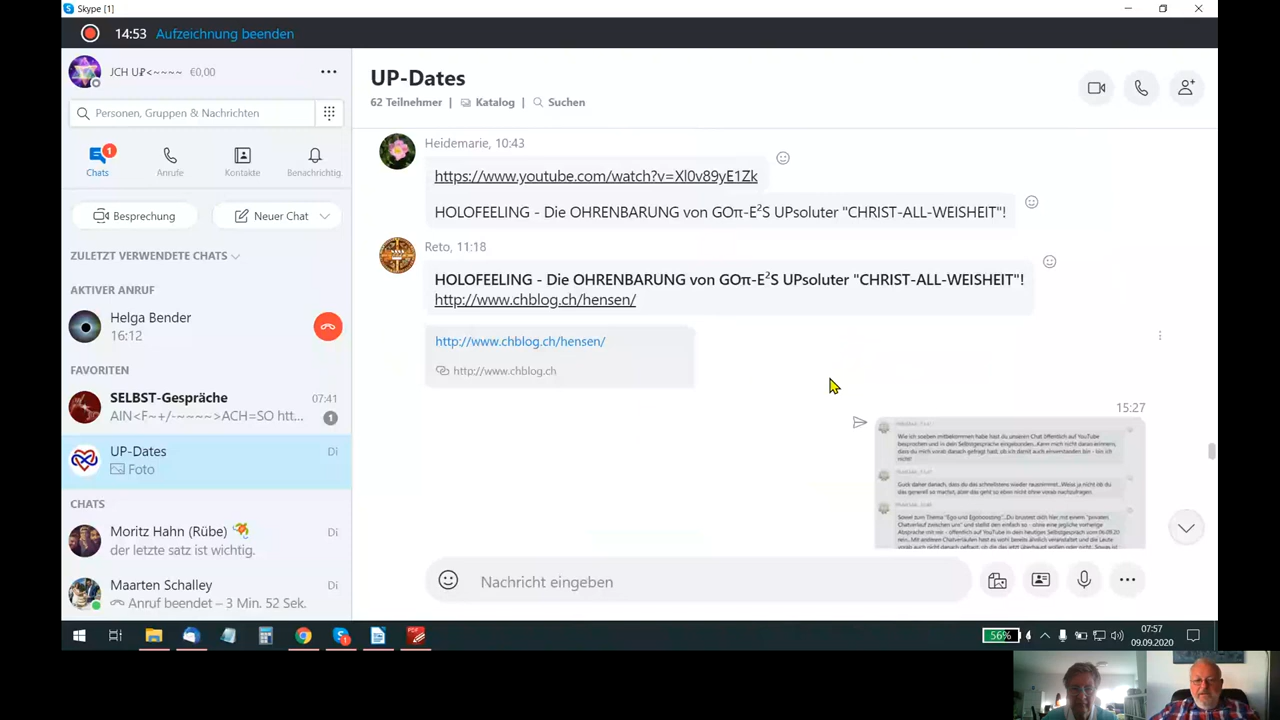 Skype [1]
14:53 Aufzeichnung beenden
JCH €0,00
Personen, Gruppen & Nachrichten
1
Chats
Anrufe
Kontakte
Benachrichtig
Besprechung
Neuer Chat
ZULETZT VERWENDETE CHATS
AKTIVER ANRUF
Helga Bender
16:12
FAVORITEN
SELBST-Gespräche
07:41
AIN<F~+/-~~~~>ACH=SO htt...
1
UP-Dates
Di
Foto
CHATS
Moritz Hahn (Rübe)
Di
der letzte satz ist wichtig.
Maarten Schalley
Di
Anruf beendet – 3 Min. 52 Sek.
UP-Dates
62 Teilnehmer | Katalog | Suchen
Heidemarie, 10:43
https://www.youtube.com/watch?v=Xl0v89yE1Zk
HOLOFEELING - Die OHRENBARUNG von GOπ-E²S UPsoluter "CHRIST-ALL-WEISHEIT"!
Reto, 11:18
HOLOFEELING - Die OHRENBARUNG von GOπ-E²S UPsoluter "CHRIST-ALL-WEISHEIT"!
http://www.chblog.ch/hensen/
http://www.chblog.ch/hensen/
http://www.chblog.ch
15:27
Nachricht eingeben
56%
07:57
09.09.2020